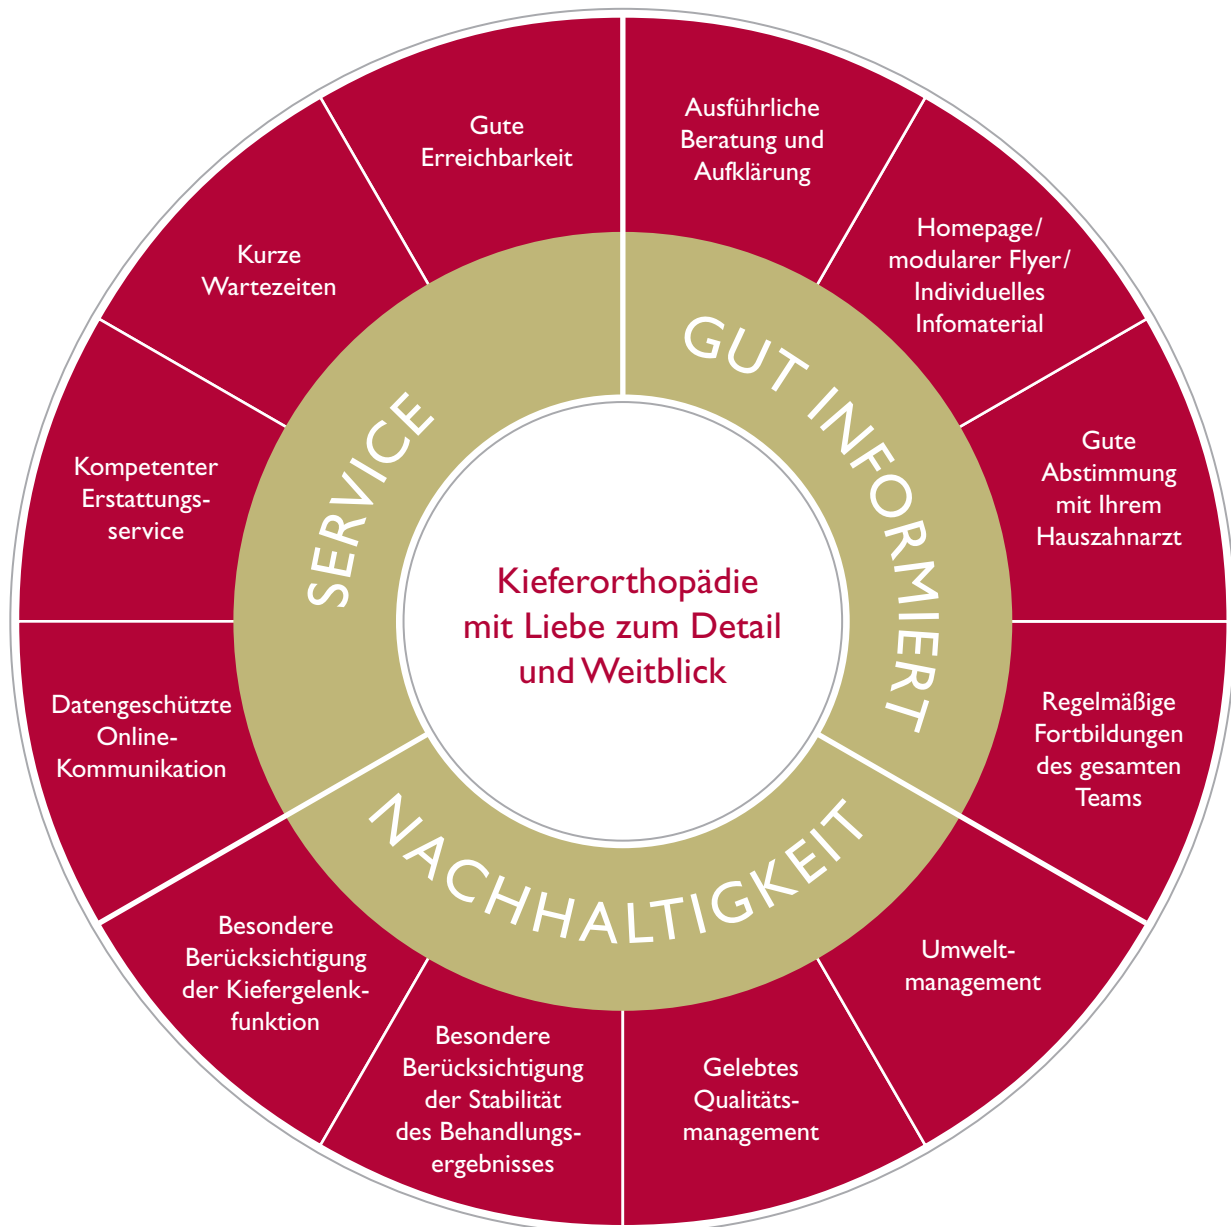 Kieferorthopädie
mit Liebe zum Detail
und Weitblick
GUT INFORMIERT
Ausführliche
Beratung und
Aufklärung
Homepage/
modularer Flyer/
Individuelles
Infomaterial
Gute
Abstimmung
mit Ihrem
Hauszahnarzt
Regelmäßige
Fortbildungen
des gesamten
Teams
NACHHALTIGKEIT
Umwelt-
management
Gelebtes
Qualitäts-
management
Besondere
Berücksichtigung
der Stabilität
des Behandlungs-
ergebnisses
Besondere
Berücksichtigung
der Kiefergelenk-
funktion
SERVICE
Datengeschützte
Online-
Kommunikation
Kompetenter
Erstattungs-
service
Kurze
Wartezeiten
Gute
Erreichbarkeit